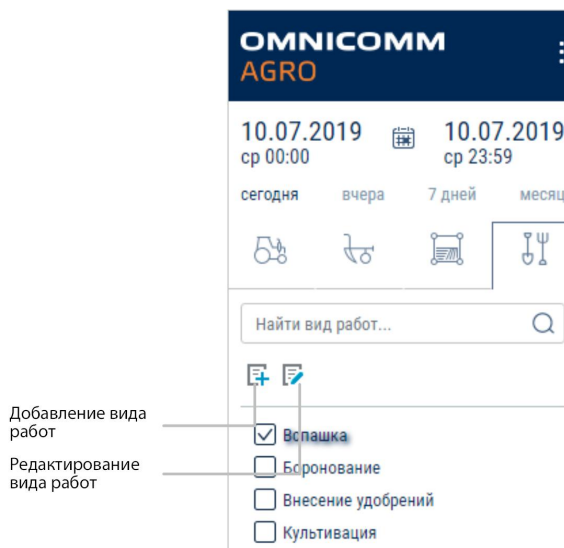 OMNICOMM
AGRO
10.07.2019 10.07.2019
ср 00:00 ср 23:59
сегодня вчера 7 дней месяц
Найти вид работ...
Добавление вида
работ
Редактирование
вида работ
Вспашка
Боронование
Внесение удобрений
Культивация